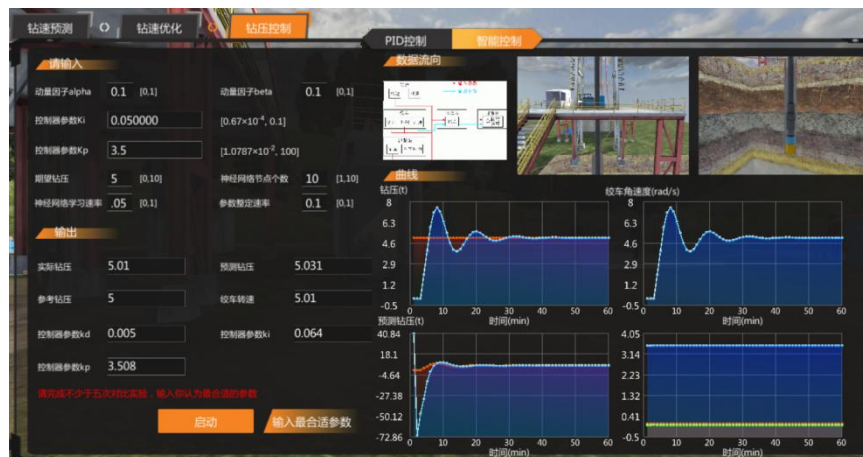 钻速预测 钻速优化 钻压控制
PID控制 智能控制
请输入
动量因子alpha 0.1 [0,1] 动量因子beta 0.1 [0,1]
控制器参数Ki 0.050000 [0.67×10⁻⁴, 0.1]
控制器参数Kp 3.5 [1.0787×10⁻², 100]
期望钻压 5 [0,10] 神经网络节点个数 10 [1,10]
神经网络学习速率 .05 [0,1] 参数整定速率 0.1 [0,1]
输出
实际钻压 5.01 预测钻压 5.031
参考钻压 5 绞车转速 5.01
控制器参数kd 0.005 控制器参数ki 0.064
控制器参数kp 3.508
请完成不少于五次对比实验，输入你认为最合适的参数
启动 输入最合适参数
数据流向
曲线
钻压(t)
8
6.3
4.6
2.9
1.2
-0.5
0 10 20 30 40 50 60
时间(min)
绞车角速度(rad/s)
8
6.3
4.6
2.9
1.2
-0.5
0 10 20 30 40 50 60
时间(min)
预测钻压(t)
40.84
18.1
-4.64
-27.38
-50.12
-72.86
0 10 20 30 40 50 60
时间(min)
4.05
3.14
2.23
1.32
0.41
-0.5
0 10 20 30 40 50 60
时间(min)